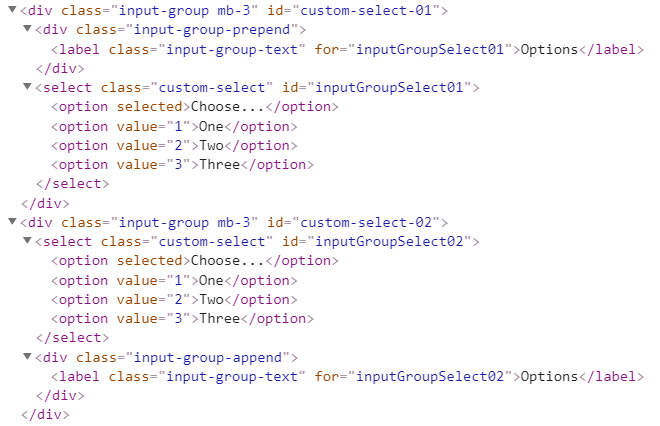 <div class="input-group mb-3" id="custom-select-01">
<div class="input-group-prepend>
<label class="input-group-text" for="inputGroupSelect01">Options</label>
</div>
<select class="custom-select" id="inputGroupSelect01">
<option selected>Choose...</option>
<option value="1">One</option>
<option value="2">Two</option>
<option value="3">Three</option>
</select>
</div>
<div class="input-group mb-3" id="custom-select-02">
<select class="custom-select" id="inputGroupSelect02">
<option selected>Choose...</option>
<option value="1">One</option>
<option value="2">Two</option>
<option value="3">Three</option>
</select>
<div class="input-group-append">
<label class="input-group-text" for="inputGroupSelect02">Options</label>
</div>
</div>